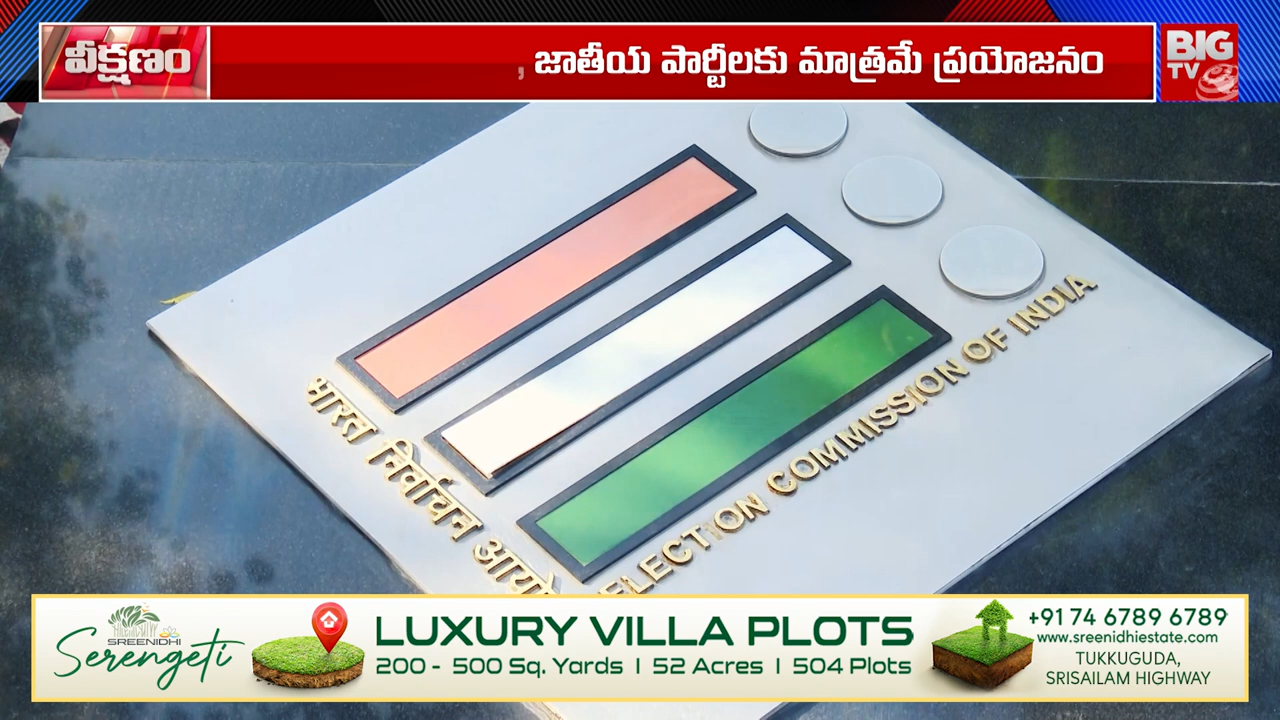 వీక్షణం
, జాతీయ పార్టీలకు మాత్రమే ప్రయోజనం
BIG
TV
भारत निर्वाचन आयो
ELECTION COMMISSION OF INDIA
SREENIDHI
Serengeti
LUXURY VILLA PLOTS
200 - 500 Sq. Yards I 52 Acres I 504 Plots
+91 74 6789 6789
www.sreenidhiestate.com
TUKKUGUDA,
SRISAILAM HIGHWAY